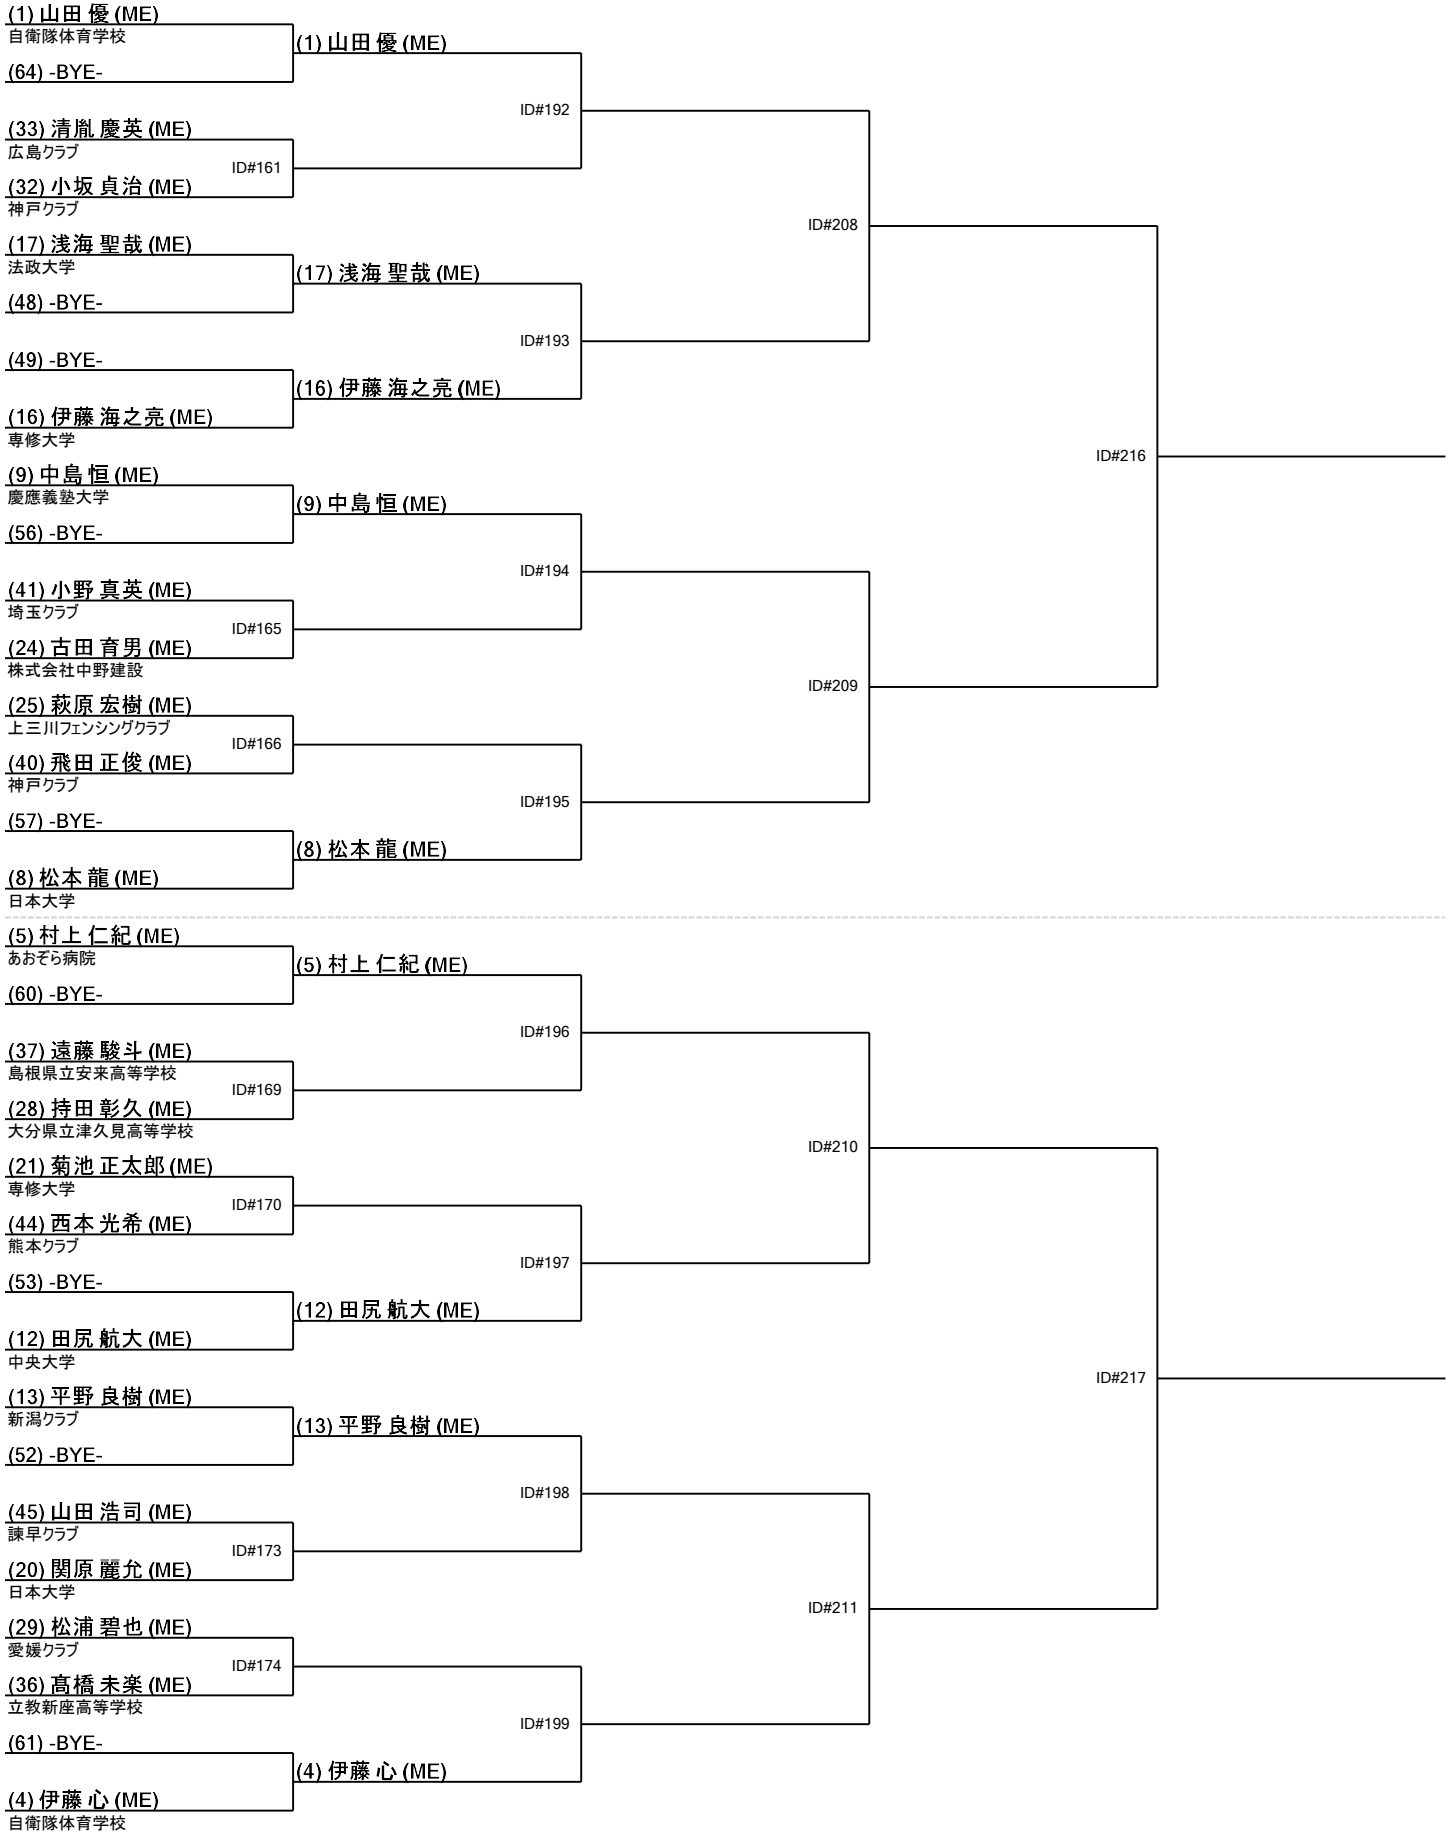 (1) 山田 優 (ME)
自衛隊体育学校
(1) 山田 優 (ME)
(64) -BYE-
ID#192
(33) 清胤 慶英 (ME)
広島クラブ
ID#161
(32) 小坂 貞治 (ME)
神戸クラブ
ID#208
(17) 浅海 聖哉 (ME)
法政大学
(17) 浅海 聖哉 (ME)
(48) -BYE-
ID#193
(49) -BYE-
(16) 伊藤 海之亮 (ME)
(16) 伊藤 海之亮 (ME)
専修大学
ID#216
(9) 中島 恒 (ME)
慶應義塾大学
(9) 中島 恒 (ME)
(56) -BYE-
ID#194
(41) 小野 真英 (ME)
埼玉クラブ
ID#165
(24) 古田 育男 (ME)
株式会社中野建設
ID#209
(25) 萩原 宏樹 (ME)
上三川フェンシングクラブ
ID#166
(40) 飛田 正俊 (ME)
神戸クラブ
ID#195
(57) -BYE-
(8) 松本 龍 (ME)
(8) 松本 龍 (ME)
日本大学
(5) 村上 仁紀 (ME)
あおぞら病院
(5) 村上 仁紀 (ME)
(60) -BYE-
ID#196
(37) 遠藤 駿斗 (ME)
島根県立安来高等学校
ID#169
(28) 持田 彰久 (ME)
大分県立津久見高等学校
ID#210
(21) 菊池 正太郎 (ME)
専修大学
ID#170
(44) 西本 光希 (ME)
熊本クラブ
ID#197
(53) -BYE-
(12) 田尻 航大 (ME)
(12) 田尻 航大 (ME)
中央大学
ID#217
(13) 平野 良樹 (ME)
新潟クラブ
(13) 平野 良樹 (ME)
(52) -BYE-
ID#198
(45) 山田 浩司 (ME)
諫早クラブ
ID#173
(20) 関原 麗允 (ME)
日本大学
ID#211
(29) 松浦 碧也 (ME)
愛媛クラブ
ID#174
(36) 髙橋 未楽 (ME)
立教新座高等学校
ID#199
(61) -BYE-
(4) 伊藤 心 (ME)
(4) 伊藤 心 (ME)
自衛隊体育学校